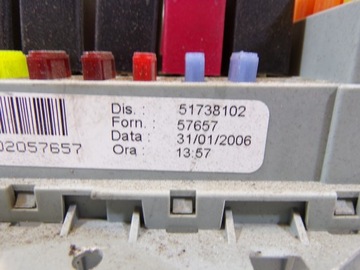 Dis. : 51738102
Forn. : 57657
Data : 31/01/2006
Ora : 13:57
02057657